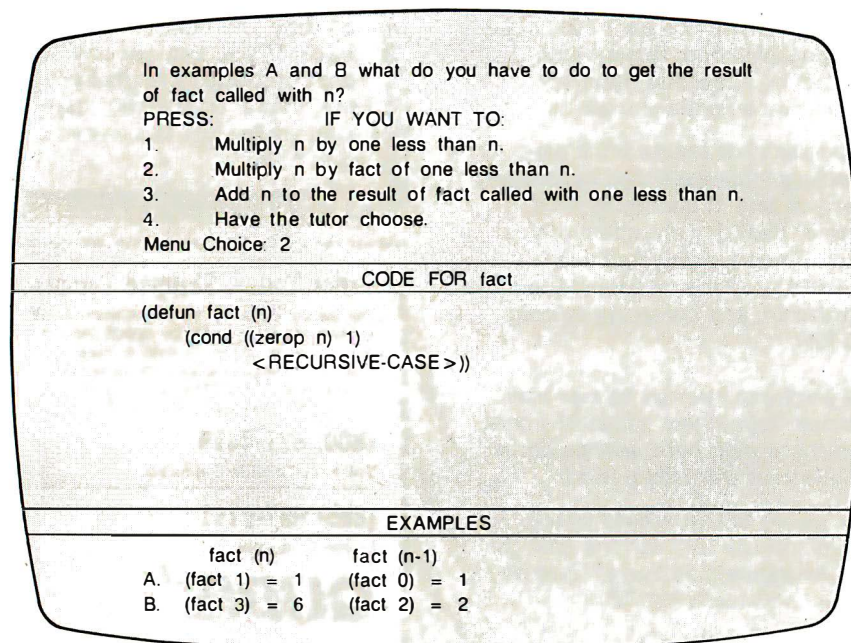 In examples A and B what do you have to do to get the result
of fact called with n?
PRESS: IF YOU WANT TO:
1. Multiply n by one less than n.
2. Multiply n by fact of one less than n.
3. Add n to the result of fact called with one less than n.
4. Have the tutor choose.
Menu Choice: 2
CODE FOR fact
(defun fact (n)
(cond ((zerop n) 1)
<RECURSIVE-CASE>))
EXAMPLES
fact (n) fact (n-1)
A. (fact 1) = 1 (fact 0) = 1
B. (fact 3) = 6 (fact 2) = 2